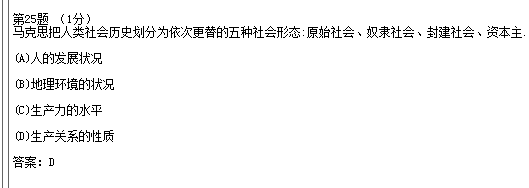 第25题 （1分）
马克思把人类社会历史划分为依次更替的五种社会形态:原始社会、奴隶社会、封建社会、资本主
(A)人的发展状况
(B)地理环境的状况
(C)生产力的水平
(D)生产关系的性质
答案: D